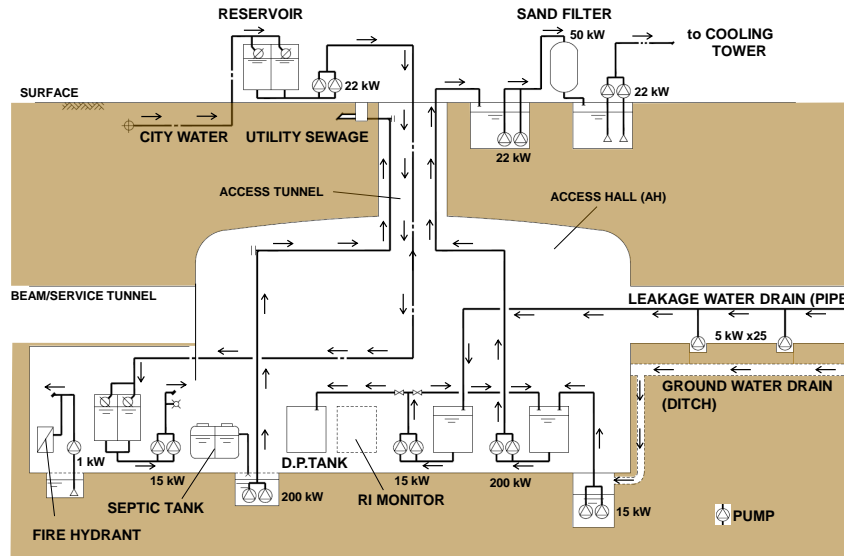 RESERVOIR
SAND FILTER
50 kW
to COOLING
TOWER
22 kW
22 kW
SURFACE
CITY WATER
UTILITY SEWAGE
22 kW
ACCESS TUNNEL
ACCESS HALL (AH)
BEAM/SERVICE TUNNEL
LEAKAGE WATER DRAIN (PIPE
5 kW x25
GROUND WATER DRAIN
(DITCH)
D.P.TANK
1 kW
15 kW
SEPTIC TANK
200 kW
15 kW
RI MONITOR
200 kW
15 kW
PUMP
FIRE HYDRANT